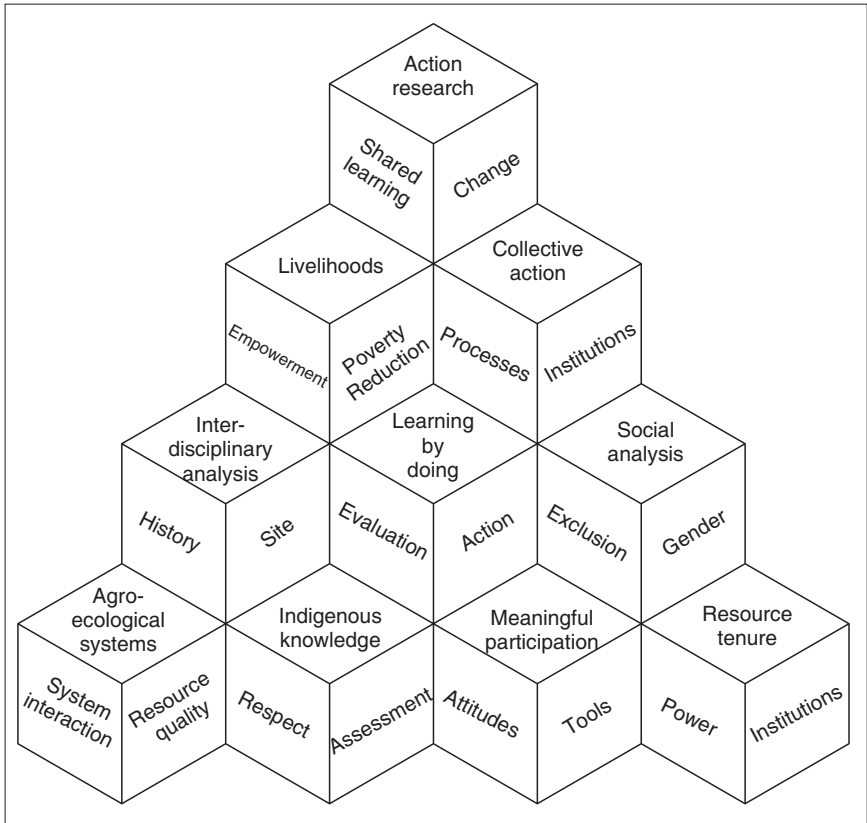 Action
research
Shared
learning
Change
Livelihoods
Collective
action
Empowerment
Poverty
Reduction
Processes
Institutions
Inter-
disciplinary
analysis
Learning
by
doing
Social
analysis
History
Site
Evaluation
Action
Exclusion
Gender
Agro-
ecological
systems
Indigenous
knowledge
Meaningful
participation
Resource
tenure
System
interaction
Resource
quality
Respect
Assessment
Attitudes
Tools
Power
Institutions